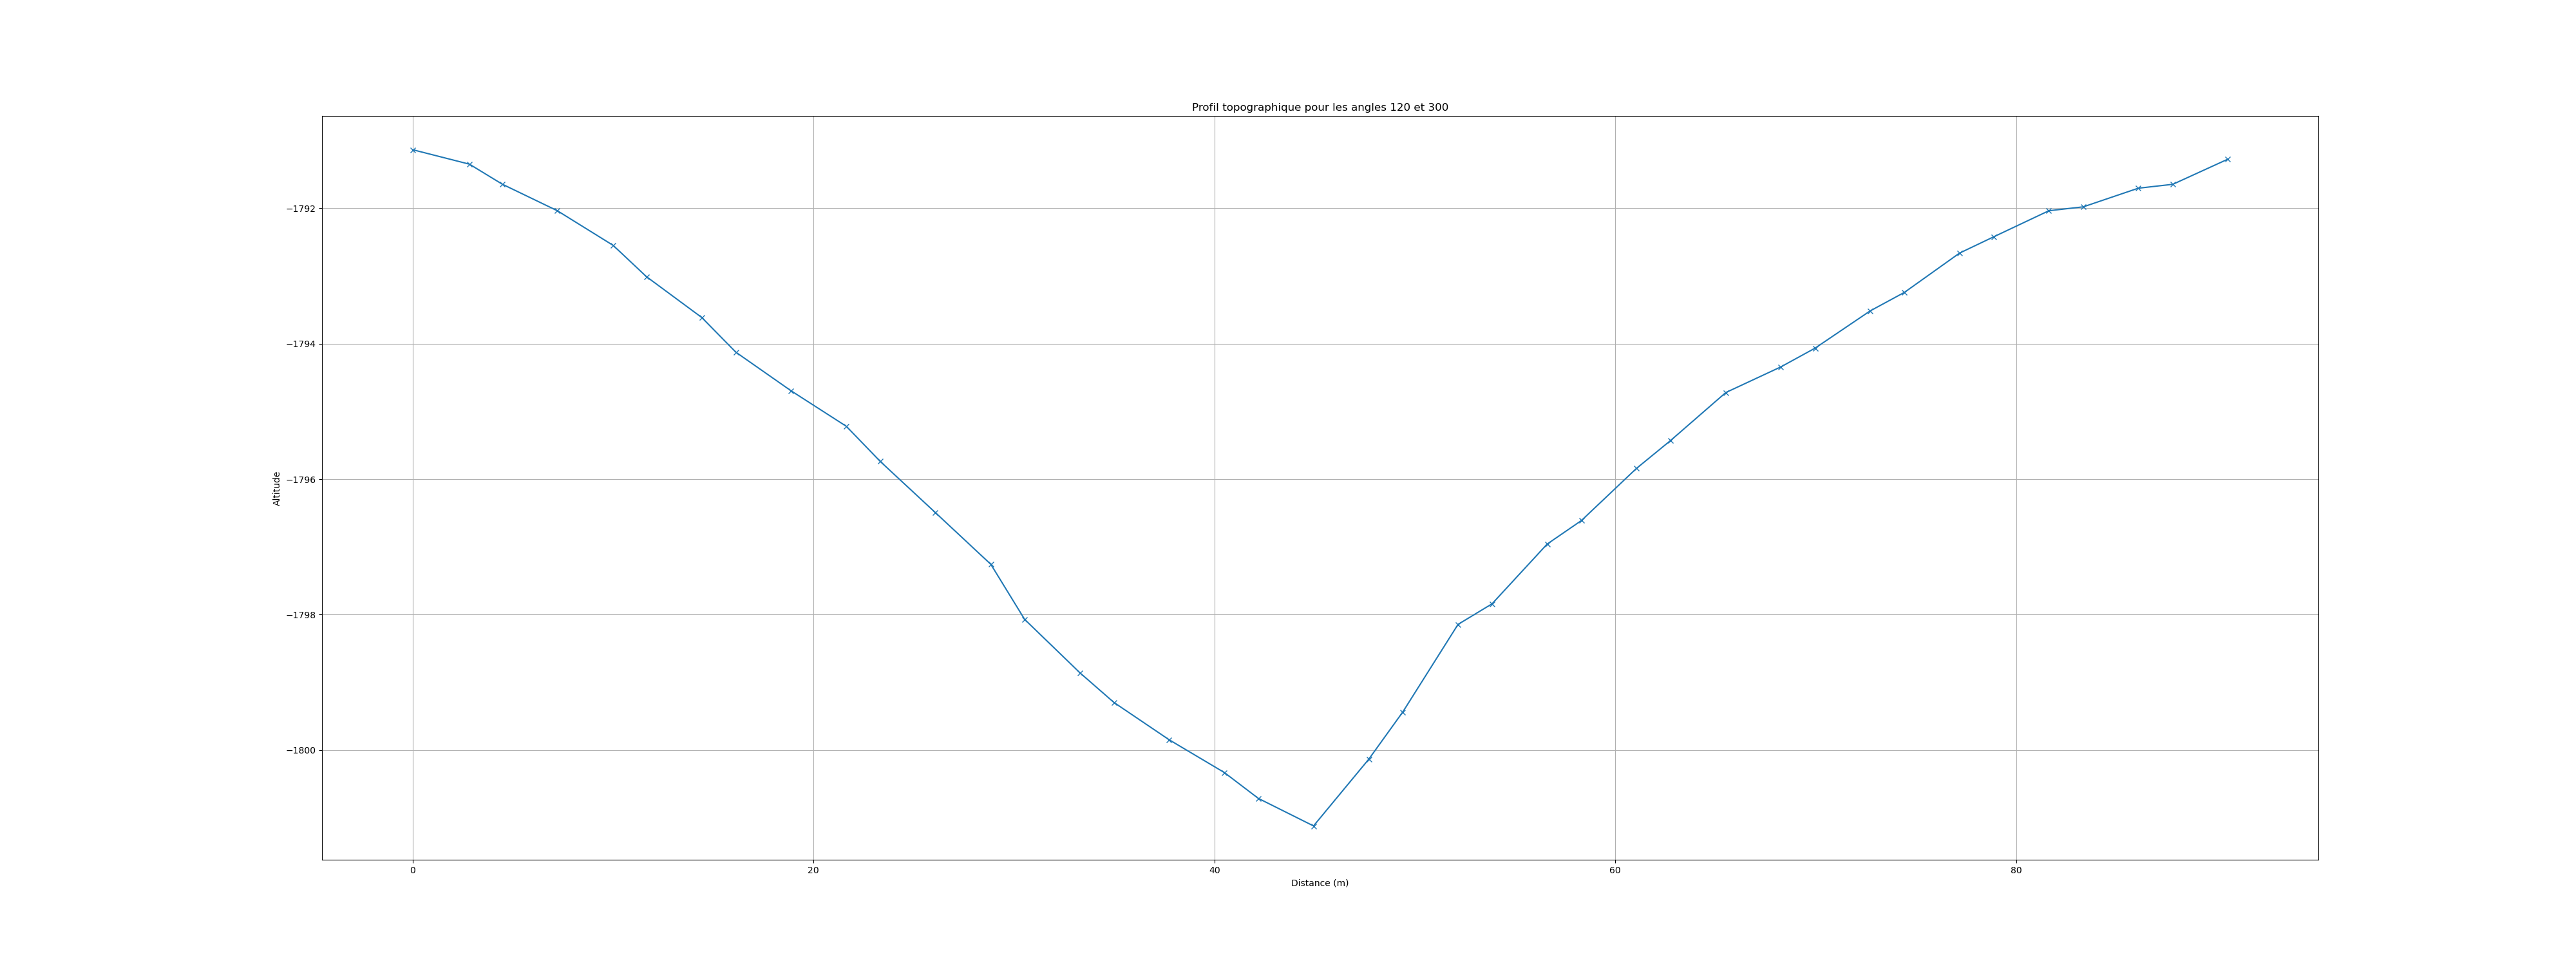 Profil topographique pour les angles 120 et 300
Altitude
−1792
−1794
−1796
−1798
−1800
0 20 40 60 80
Distance (m)